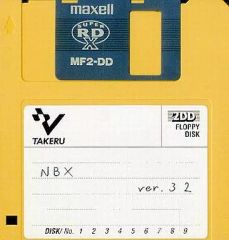 maxell
SUPER
RD
X
MF2-DD
TAKERU
2DD
FLOPPY
DISK
NBX
ver. 3 2
DISK/No. 1 2 3 4 5 6 7 8 9